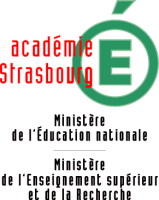 académie
Strasbourg
É
Ministère
de l'Éducation nationale
Ministère
de l'Enseignement supérieur
et de la Recherche